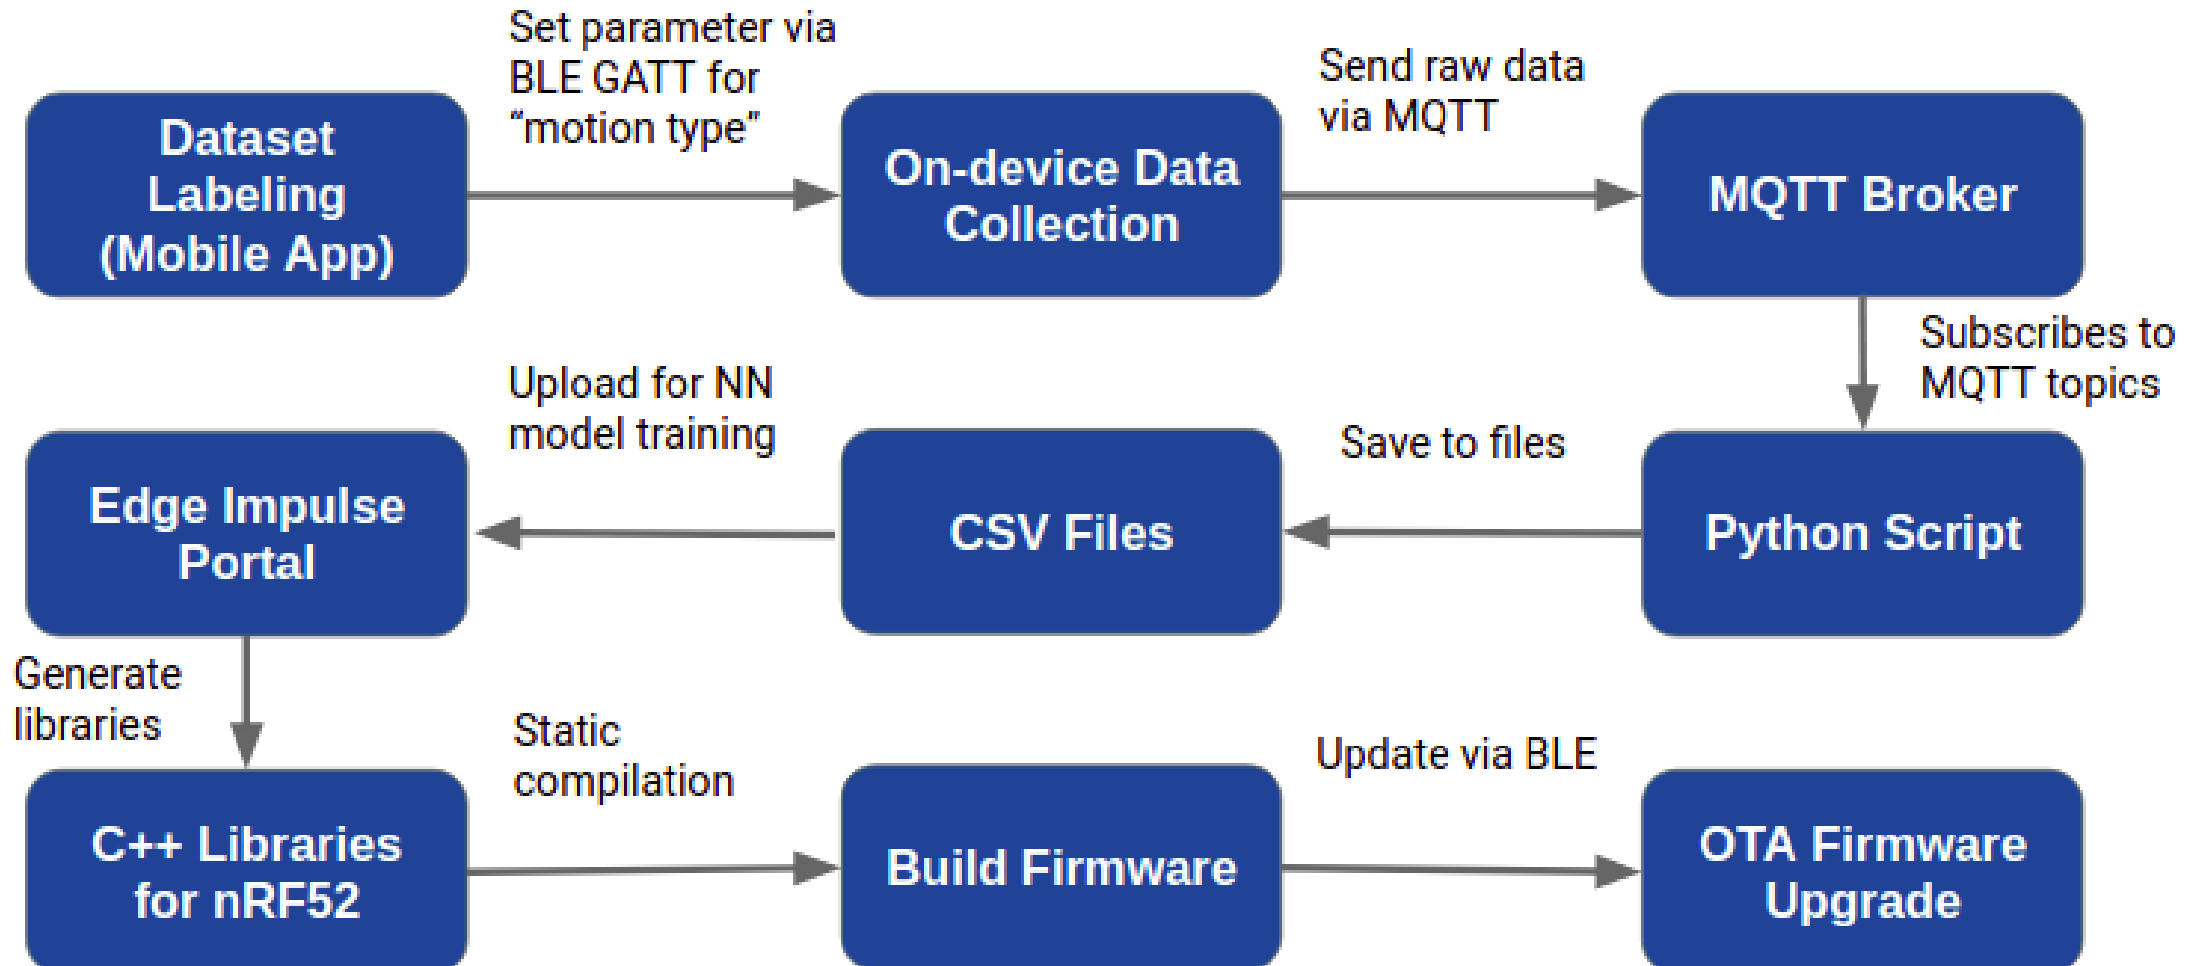 Dataset
Labeling
(Mobile App)
Set parameter via
BLE GATT for
“motion type”
On-device Data
Collection
Send raw data
via MQTT
MQTT Broker
Subscribes to
MQTT topics
Python Script
Save to files
CSV Files
Upload for NN
model training
Edge Impulse
Portal
Generate
libraries
C++ Libraries
for nRF52
Static
compilation
Build Firmware
Update via BLE
OTA Firmware
Upgrade